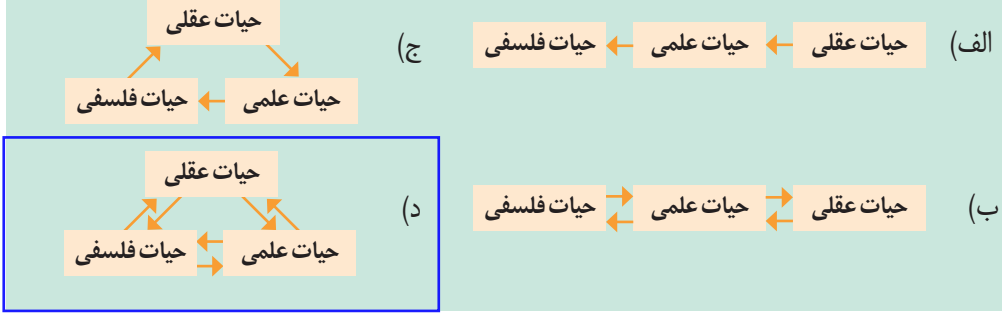 الف) حیات عقلی حیات علمی حیات فلسفی
ج) حیات عقلی
حیات علمی حیات فلسفی
ب) حیات عقلی حیات علمی حیات فلسفی
د) حیات عقلی
حیات علمی حیات فلسفی